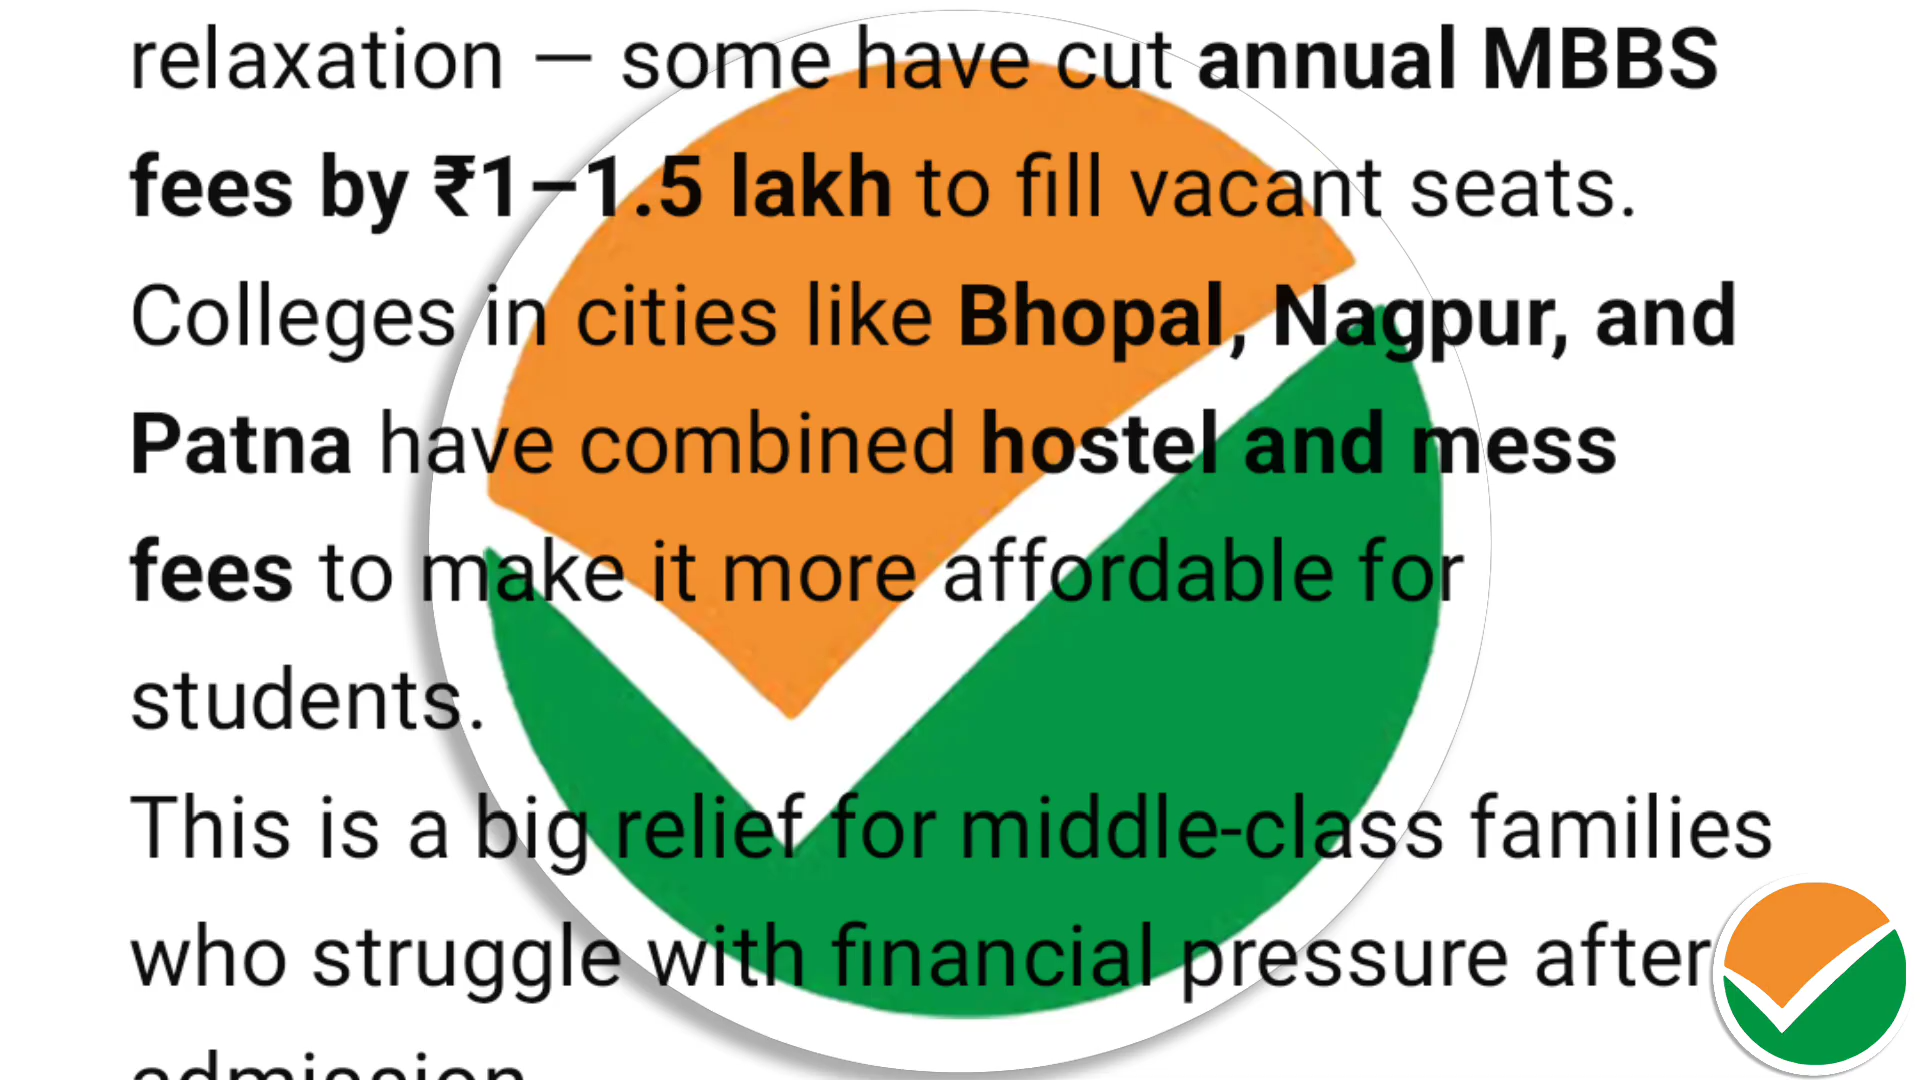 relaxation — some have cut annual MBBS
fees by ₹1–1.5 lakh to fill vacant seats.
Colleges in cities like Bhopal, Nagpur, and
Patna have combined hostel and mess
fees to make it more affordable for
students.
This is a big relief for middle-class families
who struggle with financial pressure after
admission